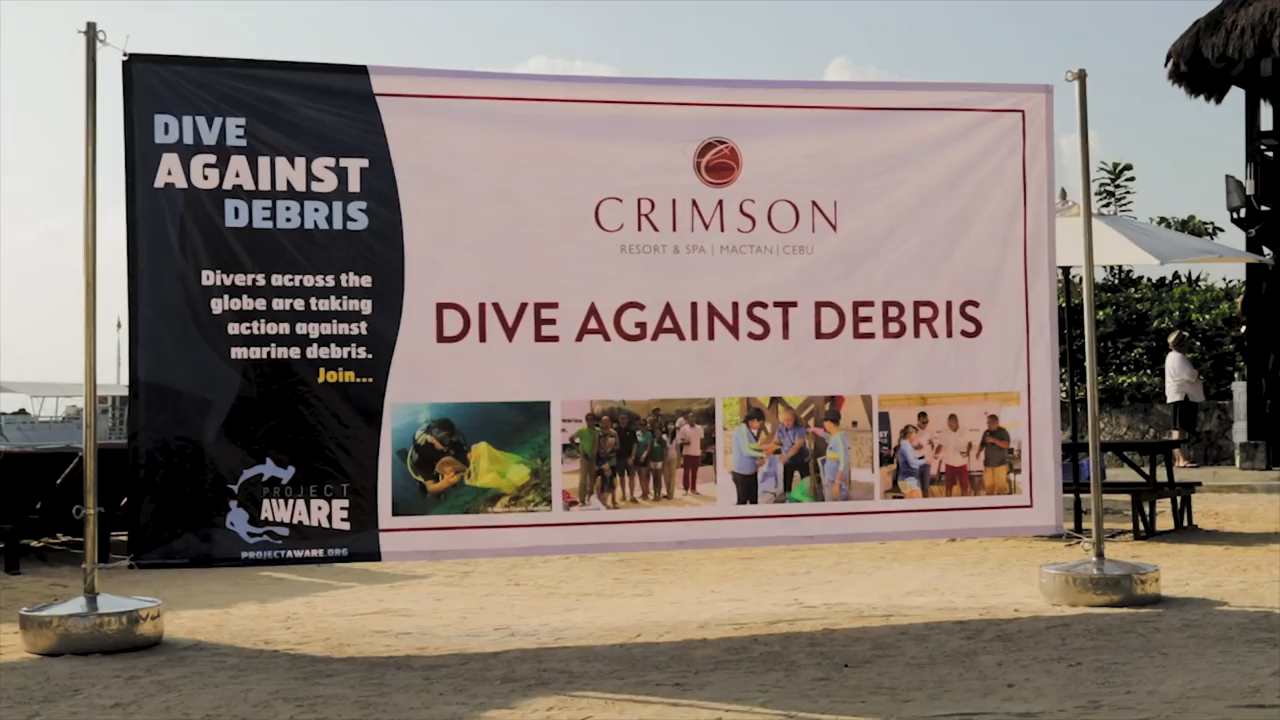 DIVE
AGAINST
DEBRIS
Divers across the
globe are taking
action against
marine debris.
Join...
PROJECT
AWARE
PROJECTAWARE.ORG
CRIMSON
RESORT & SPA | MACTAN | CEBU
DIVE AGAINST DEBRIS